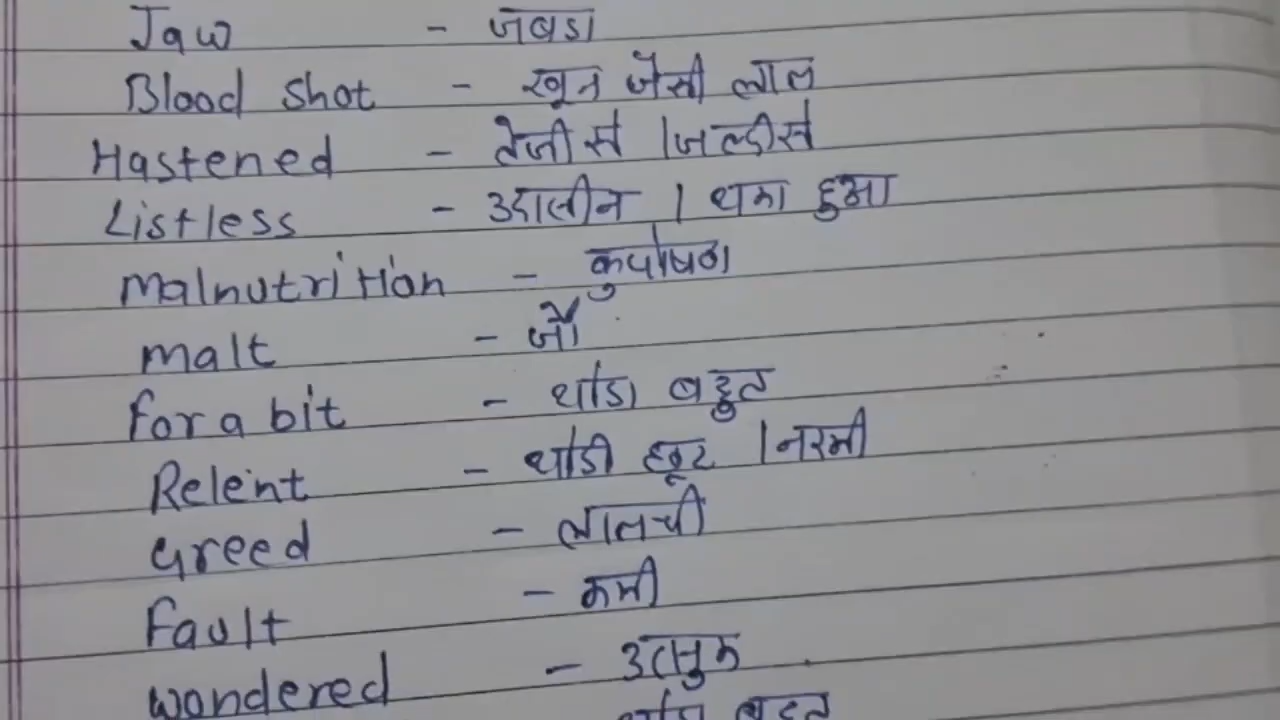 Jaw - जबडा
Blood shot - खून जैसी लाल
Hastened - तेजी से |जल्दी से
Listless - उदासीन | थका हुआ
Malnutrition - कुपोषण
Malt - जौ
For a bit - थोडा बहुत
Relent - थोडी छूट |नरमी
Greed - लालची
Fault - कमी
Wondered - उत्सुक
थोडा बहुत